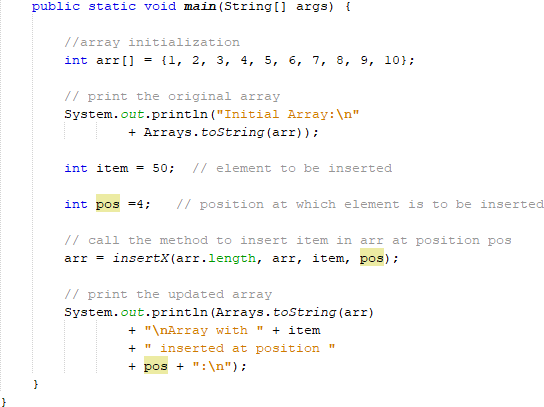 public static void main(String[] args) {
//array initialization
int arr[] = {1, 2, 3, 4, 5, 6, 7, 8, 9, 10};
// print the original array
System.out.println("Initial Array:\n"
+ Arrays.toString(arr));
int item = 50;  // element to be inserted
int pos =4;   // position at which element is to be inserted
// call the method to insert item in arr at position pos
arr = insertX(arr.length, arr, item, pos);
// print the updated array
System.out.println(Arrays.toString(arr)
+ "\nArray with " + item
+ " inserted at position "
+ pos + ":\n");
}
}